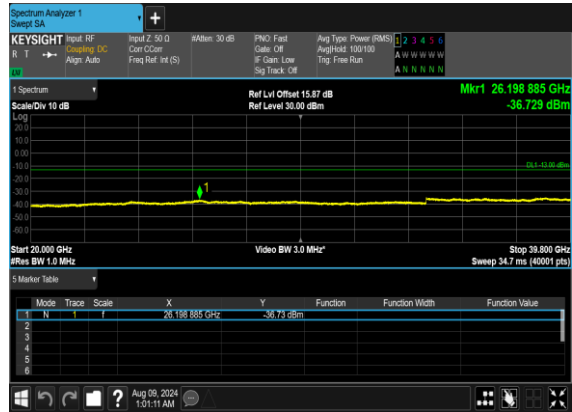 Spectrum Analyzer 1
Swept SA
+
KEYSIGHT Input: RF Input Z: 50 Ω #Atten: 30 dB PNO: Fast Avg Type: Power (RMS) 1 2 3 4 5 6
R T Coupling: DC Corr CCorr Gate: Off Avg|Hold: 100/100 A W W W W W
Align: Auto Freq Ref: Int (S) IF Gain: Low Trig: Free Run
Sig Track: Off A N N N N N
1 Spectrum Ref Lvl Offset 15.87 dB Mkr1 26.198 885 GHz
Scale/Div 10 dB Ref Level 30.00 dBm -36.729 dBm
Log
20.0
10.0
0.00
-10.0 DL1 -13.00 dBm
-20.0
-30.0 1
-40.0
-50.0
-60.0
Start 20.000 GHz Video BW 3.0 MHz* Stop 39.800 GHz
#Res BW 1.0 MHz Sweep 34.7 ms (40001 pts)
5 Marker Table
Mode Trace Scale X Y Function Function Width Function Value
1 N 1 f 26.198 885 GHz -36.73 dBm
2
3
4
5
6
? Aug 09, 2024
1:01:11 AM